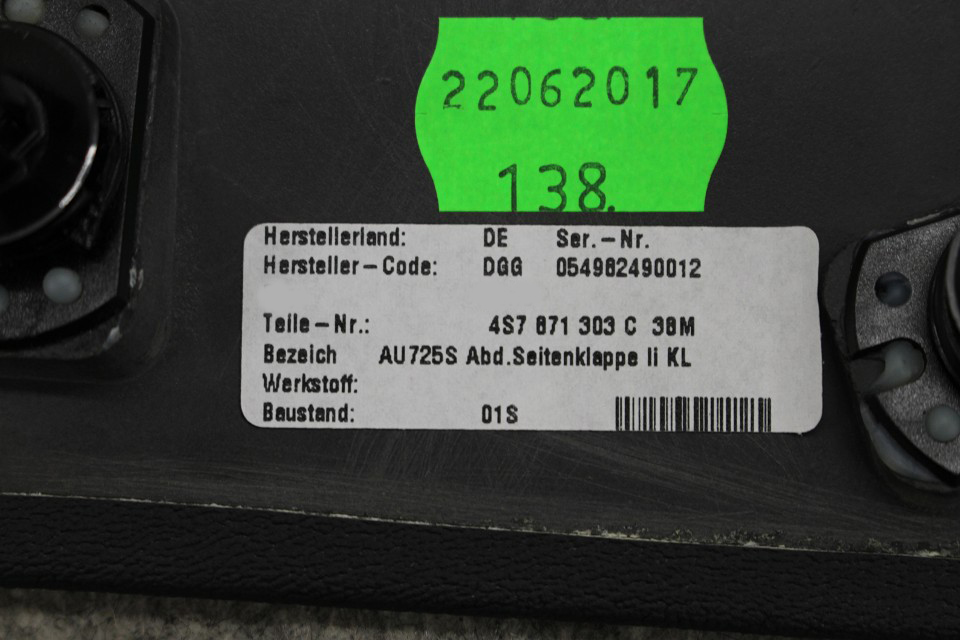 22062017
138.
Herstellerland: DE Ser.-Nr.
Hersteller-Code: DGG 054982490012
Teile-Nr.: 4S7 871 303 C 38M
Bezeich AU725S Abd.Seitenklappe li KL
Werkstoff:
Baustand: 01S